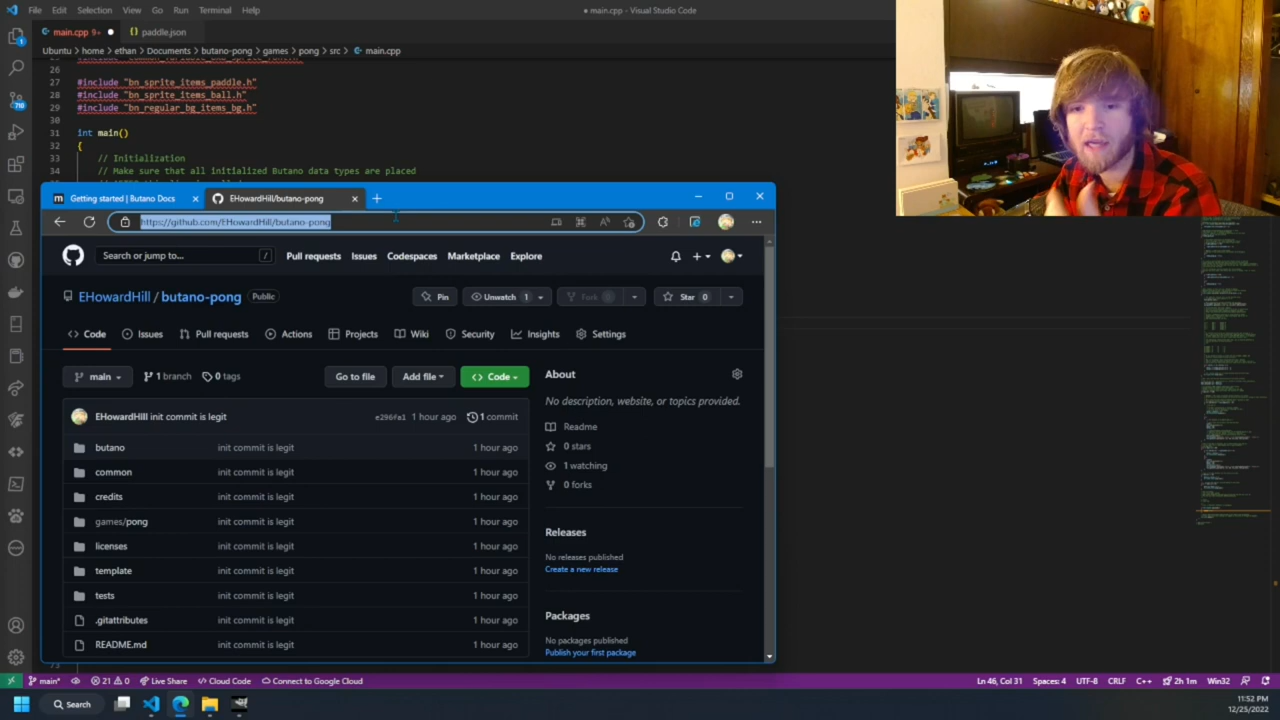 File Edit Selection View Go Run Terminal Help
● main.cpp - Visual Studio Code
main.cpp 9+ ● paddle.json
Ubuntu > home > ethan > Documents > butano-pong > games > pong > src > main.cpp
26
27 #include "bn_sprite_items_paddle.h"
28 #include "bn_sprite_items_ball.h"
29 #include "bn_regular_bg_items_bg.h"
30
31 int main()
32 {
33 // Initialization
34 // Make sure that all initialized Butano data types are placed
Getting started | Butano Docs
EHowardHill/butano-pong
https://github.com/EHowardHill/butano-pong
Search or jump to... /
Pull requests Issues Codespaces Marketplace Explore
EHowardHill / butano-pong Public
Pin Unwatch 1 Fork 0 Star 0
Code Issues Pull requests Actions Projects Wiki Security Insights Settings
main 1 branch 0 tags Go to file Add file Code
EHowardHill init commit is legit e296fe1 1 hour ago 1 commit
butano init commit is legit 1 hour ago
common init commit is legit 1 hour ago
credits init commit is legit 1 hour ago
games/pong init commit is legit 1 hour ago
licenses init commit is legit 1 hour ago
template init commit is legit 1 hour ago
tests init commit is legit 1 hour ago
.gitattributes init commit is legit 1 hour ago
README.md init commit is legit 1 hour ago
About
No description, website, or topics provided.
Readme
0 stars
1 watching
0 forks
Releases
No releases published
Create a new release
Packages
No packages published
Publish your first package
main* 21 0 Live Share Cloud Code Connect to Google Cloud
Ln 46, Col 31 Spaces: 4 UTF-8 CRLF C++ 2h 1m Win32
Search
11:52 PM
12/25/2022